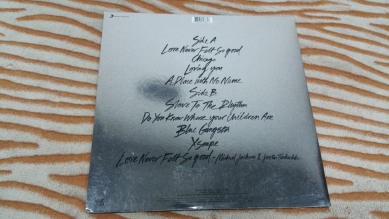 Side A
Love Never Felt So Good
Chicago
Loving You
A Place With No Name
Side B
Slave To The Rhythm
Do You Know Where Your Children Are
Blue Gangsta
Xscape
Love Never Felt So Good - Michael Jackson & Justin Timberlake